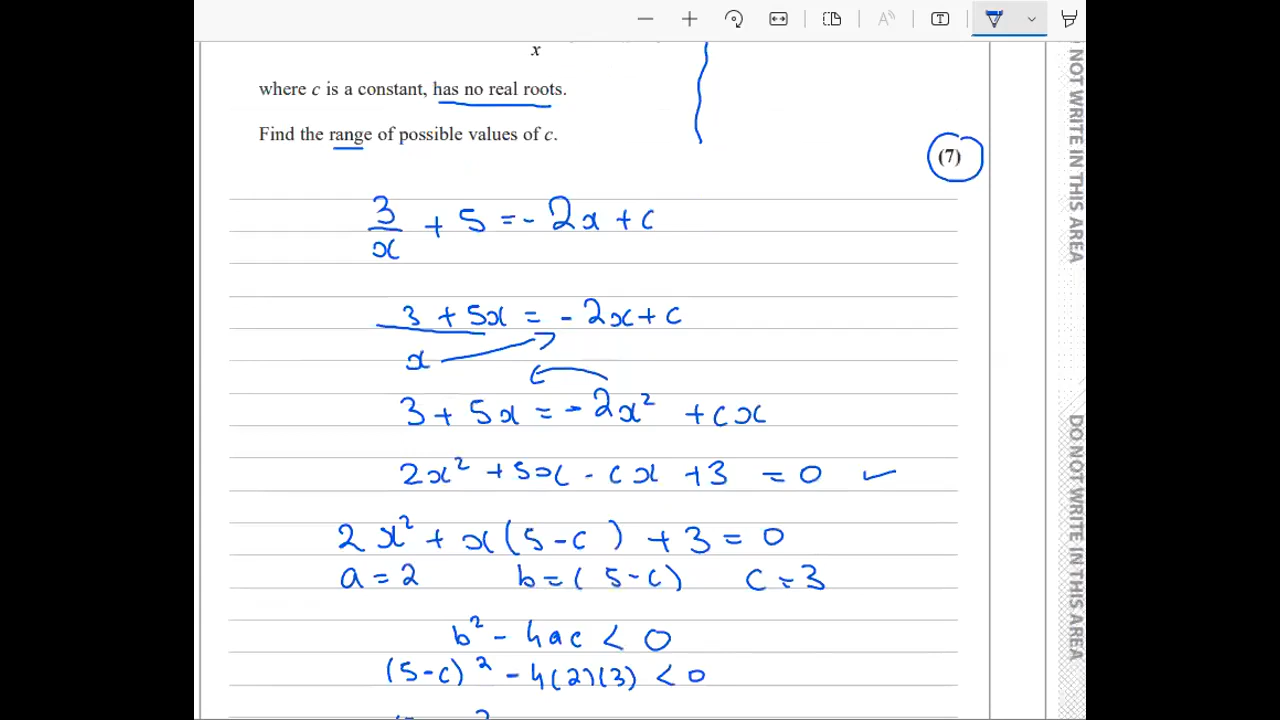 x
where c is a constant, has no real roots.
Find the range of possible values of c.
(7)
3/x + 5 = - 2x + c
3 + 5x = - 2x + c
x
3 + 5x = - 2x² + cx
2x² + 5x - cx + 3 = 0 ✓
2x² + x(5-c) + 3 = 0
a = 2 b = (5-c) c = 3
b² - 4ac < 0
(5-c)² - 4(2)(3) < 0
NOT WRITE IN THIS AREA
DO NOT WRITE IN THIS AREA